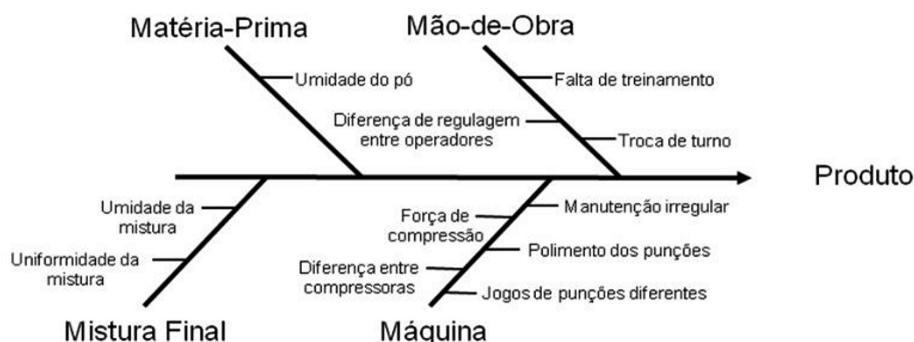 Matéria-Prima
Mão-de-Obra
Umidade do pó
Falta de treinamento
Diferença de regulagem
entre operadores
Troca de turno
Produto
Umidade da
mistura
Uniformidade da
mistura
Força de
compressão
Manutenção irregular
Polimento dos punções
Diferença entre
compressoras
Jogos de punções diferentes
Mistura Final
Máquina